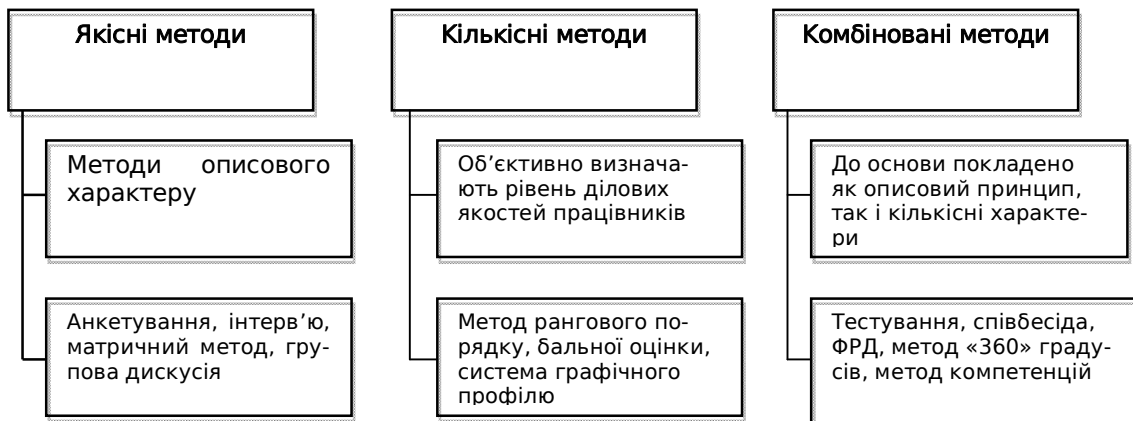 Якісні методи
Методи описового
характеру
Анкетування, інтерв’ю,
матричний метод, гру-
пова дискусія
Кількісні методи
Об’єктивно визнача-
ють рівень ділових
якостей працівників
Метод рангового по-
рядку, бальної оцінки,
система графічного
профілю
Комбіновані методи
До основи покладено
як описовий принцип,
так і кількісні характе-
ри
Тестування, співбесіда,
ФРД, метод «360» граду-
сів, метод компетенцій